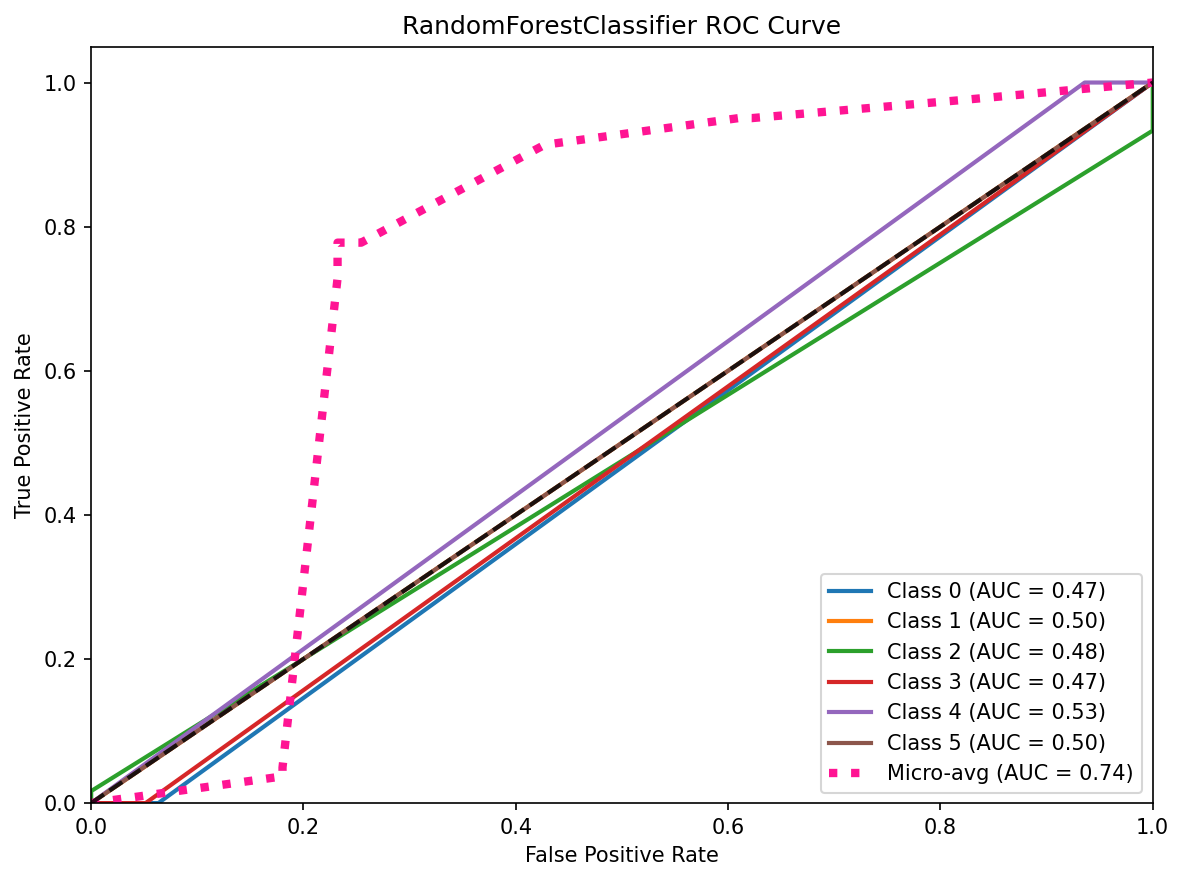 RandomForestClassifier ROC Curve
True Positive Rate
1.0
0.8
0.6
0.4
0.2
0.0
0.0 0.2 0.4 0.6 0.8 1.0
False Positive Rate
Class 0 (AUC = 0.47)
Class 1 (AUC = 0.50)
Class 2 (AUC = 0.48)
Class 3 (AUC = 0.47)
Class 4 (AUC = 0.53)
Class 5 (AUC = 0.50)
Micro-avg (AUC = 0.74)